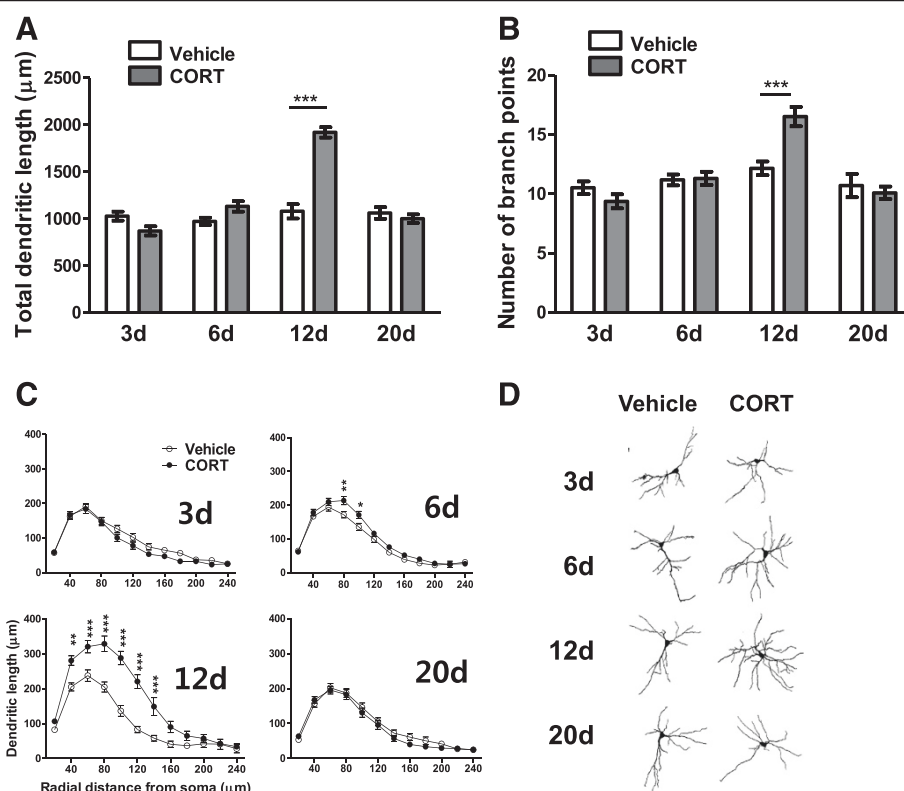 A
Vehicle
CORT
Total dendritic length (μm)
2500
2000
1500
1000
500
0
***
3d 6d 12d 20d
B
Vehicle
CORT
Number of branch points
20
15
10
5
0
***
3d 6d 12d 20d
C
400
300
200
100
0
Vehicle
CORT
3d
40 80 120 160 200 240
400
300
200
100
0
**
*
6d
40 80 120 160 200 240
Dendritic length (μm)
400
300
200
100
0
**
***
***
***
***
***
12d
40 80 120 160 200 240
Radial distance from soma (μm)
400
300
200
100
0
20d
40 80 120 160 200 240
D
Vehicle CORT
3d
6d
12d
20d